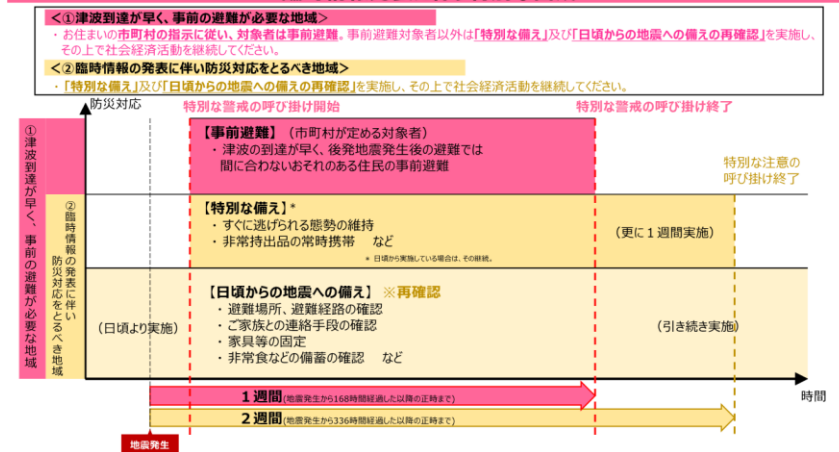 ＜①津波到達が早く、事前の避難が必要な地域＞
・お住まいの市町村の指示に従い、対象者は事前避難。事前避難対象者以外は「特別な備え」及び「日頃からの地震への備えの再確認」を実施し、
その上で社会経済活動を継続してください。
＜②臨時情報の発表に伴い防災対応をとるべき地域＞
・「特別な備え」及び「日頃からの地震への備えの再確認」を実施し、その上で社会経済活動を継続してください。
防災対応
特別な警戒の呼び掛け開始
特別な警戒の呼び掛け終了
①津波到達が早く、事前の避難が必要な地域
②臨時情報の発表に伴い
防災対応をとるべき地域
【事前避難】（市町村が定める対象者）
・津波の到達が早く、後発地震発生後の避難では
間に合わないおそれのある住民の事前避難
特別な注意の
呼び掛け終了
【特別な備え】*
・すぐに逃げられる態勢の維持
・非常持出品の常時携帯　など
* 日頃から実施している場合は、その継続。
（更に１週間実施）
（日頃より実施）
【日頃からの地震への備え】 ※再確認
・避難場所、避難経路の確認
・ご家族との連絡手段の確認
・家具等の固定
・非常食などの備蓄の確認　など
（引き続き実施）
時間
１週間(地震発生から168時間経過した以降の正時まで)
２週間(地震発生から336時間経過した以降の正時まで)
地震発生